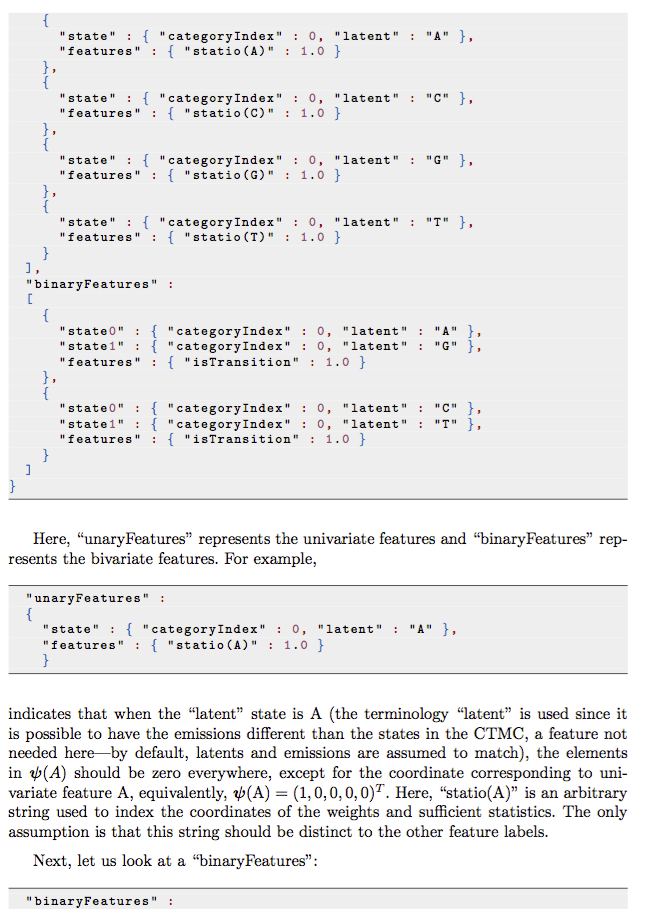 {
"state" : { "categoryIndex" : 0, "latent" : "A" },
"features" : { "statio(A)" : 1.0 }
},
{
"state" : { "categoryIndex" : 0, "latent" : "C" },
"features" : { "statio(C)" : 1.0 }
},
{
"state" : { "categoryIndex" : 0, "latent" : "G" },
"features" : { "statio(G)" : 1.0 }
},
{
"state" : { "categoryIndex" : 0, "latent" : "T" },
"features" : { "statio(T)" : 1.0 }
}
],
"binaryFeatures" :
[
{
"state0" : { "categoryIndex" : 0, "latent" : "A" },
"state1" : { "categoryIndex" : 0, "latent" : "G" },
"features" : { "isTransition" : 1.0 }
},
{
"state0" : { "categoryIndex" : 0, "latent" : "C" },
"state1" : { "categoryIndex" : 0, "latent" : "T" },
"features" : { "isTransition" : 1.0 }
}
]
}
Here, “unaryFeatures” represents the univariate features and “binaryFeatures” rep-
resents the bivariate features. For example,
"unaryFeatures" :
{
"state" : { "categoryIndex" : 0, "latent" : "A" },
"features" : { "statio(A)" : 1.0 }
}
indicates that when the “latent” state is A (the terminology “latent” is used since it
is possible to have the emissions different than the states in the CTMC, a feature not
needed here—by default, latents and emissions are assumed to match), the elements
in ψ(A) should be zero everywhere, except for the coordinate corresponding to uni-
variate feature A, equivalently, ψ(A) = (1, 0, 0, 0, 0)ᵀ. Here, “statio(A)” is an arbitrary
string used to index the coordinates of the weights and sufficient statistics. The only
assumption is that this string should be distinct to the other feature labels.
Next, let us look at a “binaryFeatures”:
"binaryFeatures" :